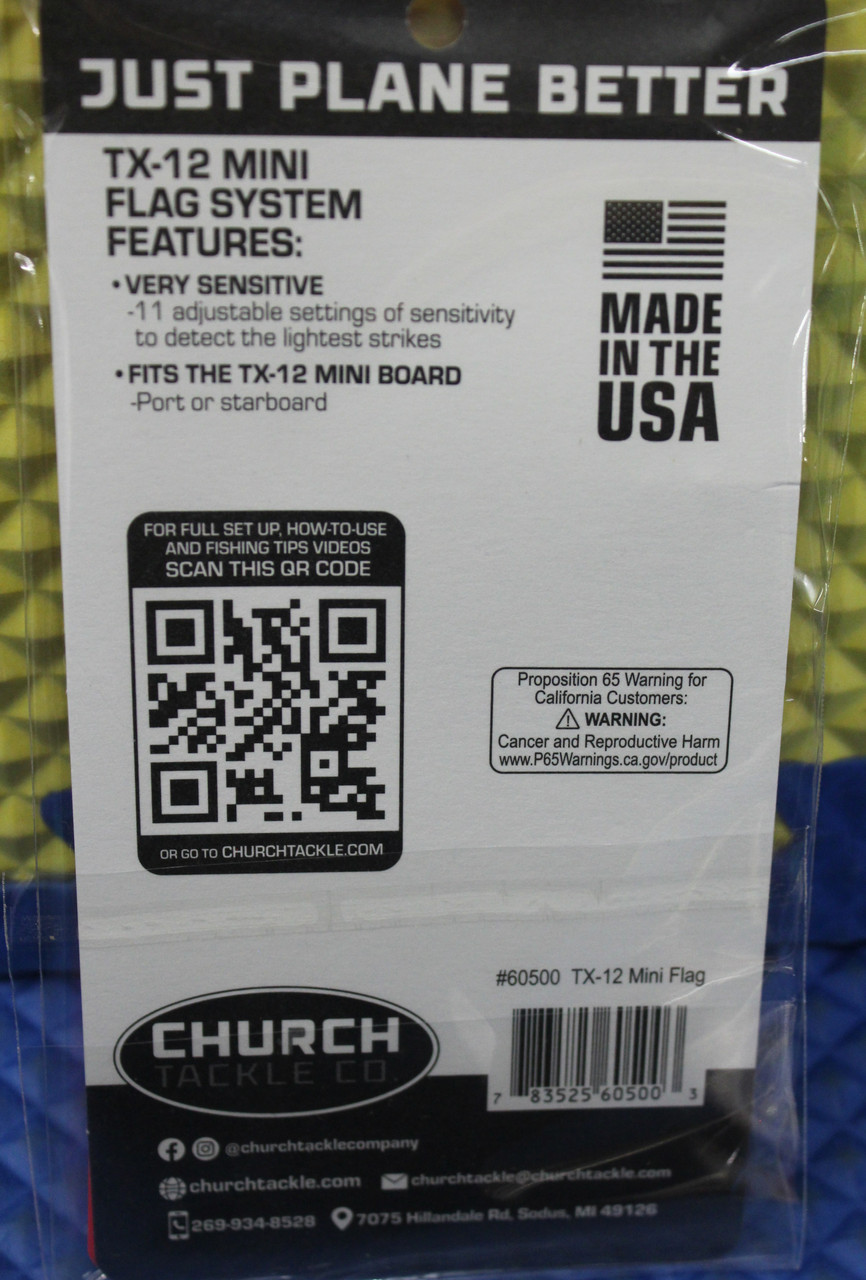 JUST PLANE BETTER
TX-12 MINI
FLAG SYSTEM
FEATURES:
•VERY SENSITIVE
-11 adjustable settings of sensitivity
to detect the lightest strikes
•FITS THE TX-12 MINI BOARD
-Port or starboard
MADE
IN THE
USA
FOR FULL SET UP, HOW-TO-USE
AND FISHING TIPS VIDEOS
SCAN THIS QR CODE
OR GO TO CHURCHTACKLE.COM
Proposition 65 Warning for
California Customers:
⚠ WARNING:
Cancer and Reproductive Harm
www.P65Warnings.ca.gov/product
#60500 TX-12 Mini Flag
7 83525 60500 3
CHURCH
TACKLE CO.
@churchtacklecompany
churchtackle.com churchtackle@churchtackle.com
269-934-8528 7075 Hillandale Rd, Sodus, MI 49126